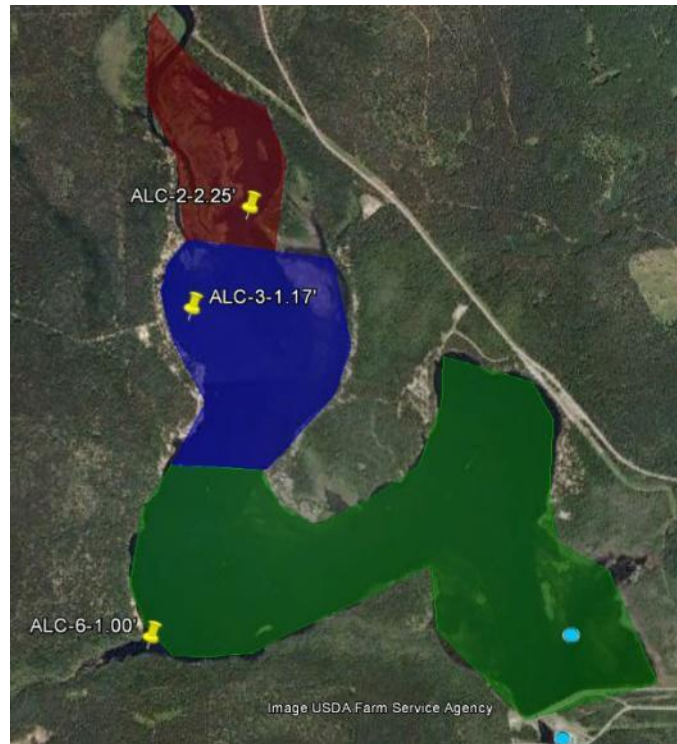 ALC-2-2.25'
ALC-3-1.17'
ALC-6-1.00'
Image USDA Farm Service Agency